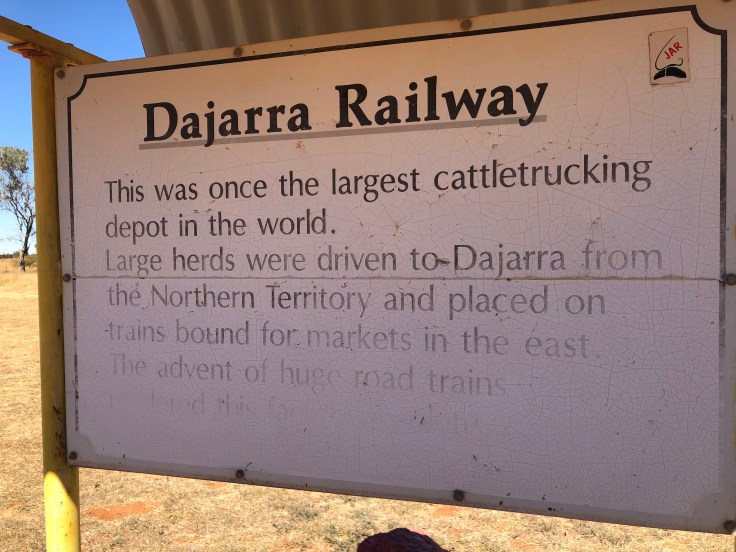 JAR
Dajarra Railway
This was once the largest cattletrucking
depot in the world.
Large herds were driven to Dajarra from
the Northern Territory and placed on
trains bound for markets in the east.
The advent of huge road trains
rendered this